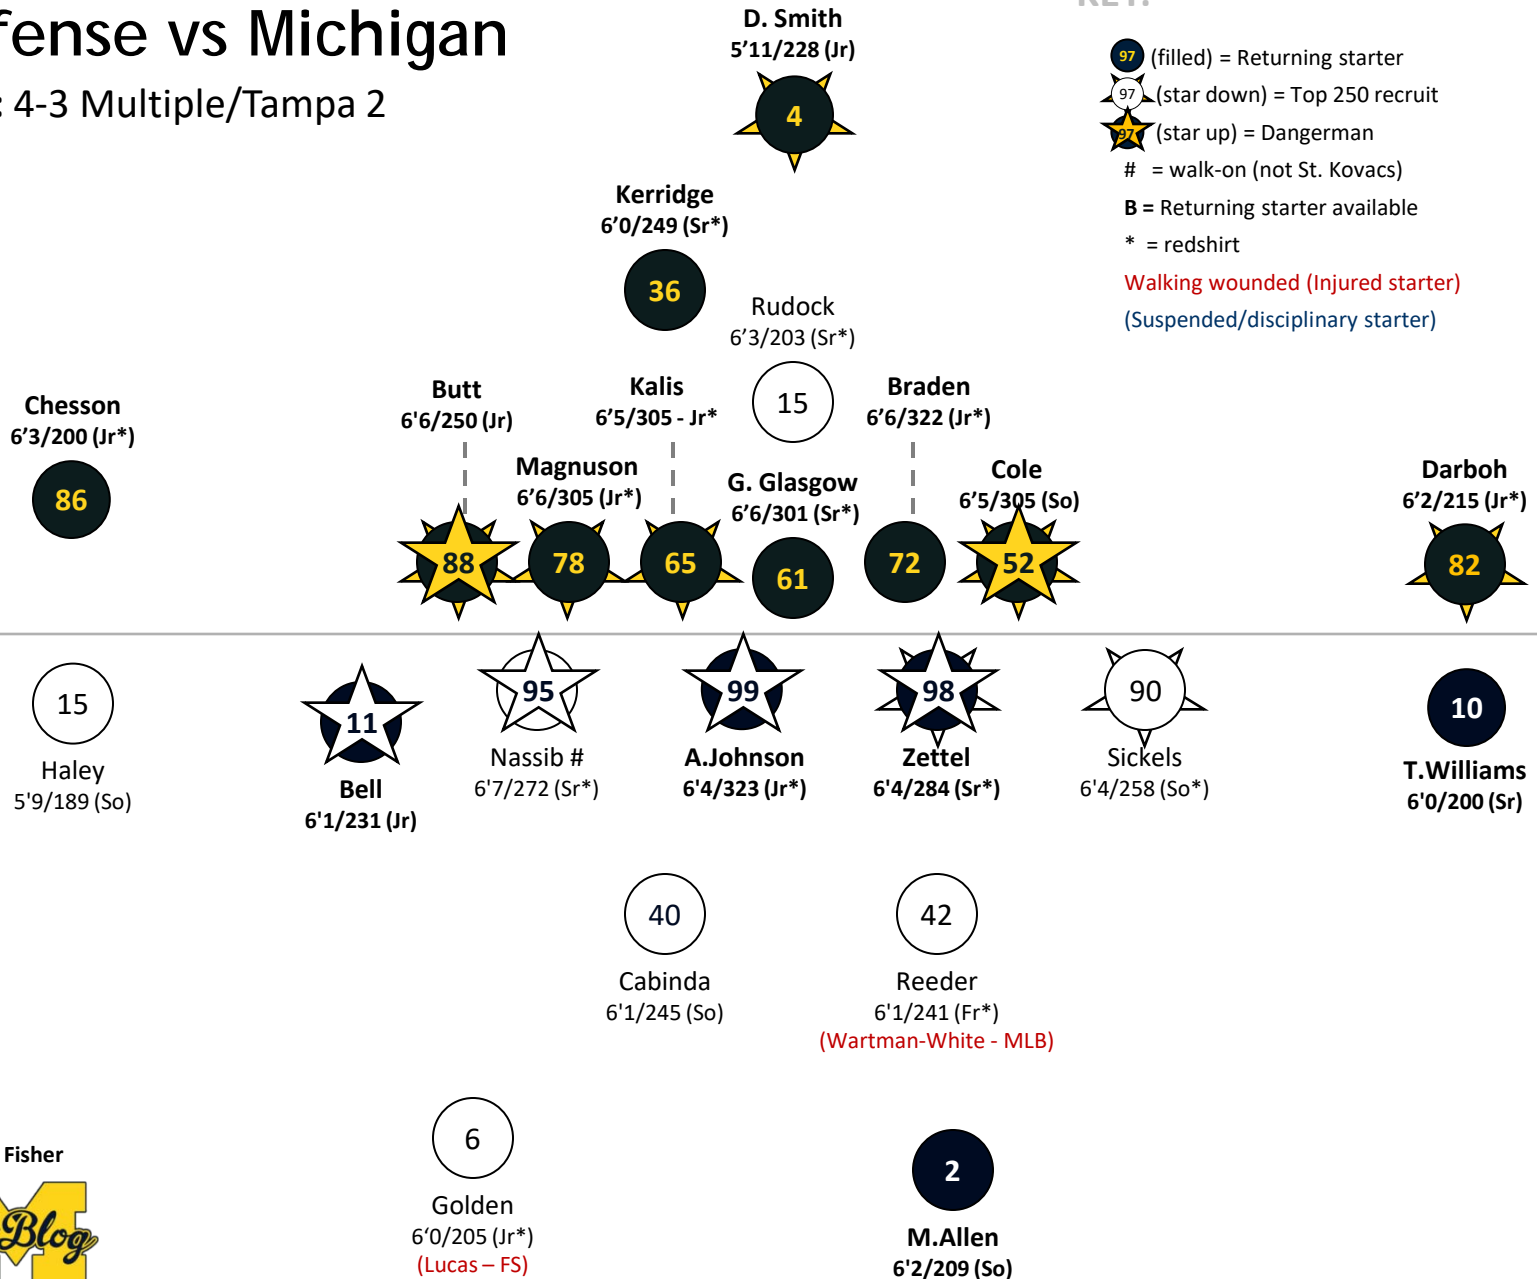 fense vs Michigan
: 4-3 Multiple/Tampa 2
97 (filled) = Returning starter
97 (star down) = Top 250 recruit
97 (star up) = Dangerman
# = walk-on (not St. Kovacs)
B = Returning starter available
* = redshirt
Walking wounded (Injured starter)
(Suspended/disciplinary starter)
D. Smith
5’11/228 (Jr)
4
Kerridge
6’0/249 (Sr*)
36
Rudock
6’3/203 (Sr*)
15
Chesson
6’3/200 (Jr*)
86
Butt
6'6/250 (Jr)
88
Magnuson
6’6/305 (Jr*)
78
Kalis
6’5/305 - Jr*
65
G. Glasgow
6’6/301 (Sr*)
61
Braden
6’6/322 (Jr*)
72
Cole
6’5/305 (So)
52
Darboh
6’2/215 (Jr*)
82
15
Haley
5'9/189 (So)
11
Bell
6'1/231 (Jr)
95
Nassib #
6'7/272 (Sr*)
99
A.Johnson
6'4/323 (Jr*)
98
Zettel
6'4/284 (Sr*)
90
Sickels
6'4/258 (So*)
10
T.Williams
6'0/200 (Sr)
40
Cabinda
6'1/245 (So)
42
Reeder
6'1/241 (Fr*)
(Wartman-White - MLB)
6
Golden
6‘0/205 (Jr*)
(Lucas – FS)
2
M.Allen
6'2/209 (So)
Fisher
Blog